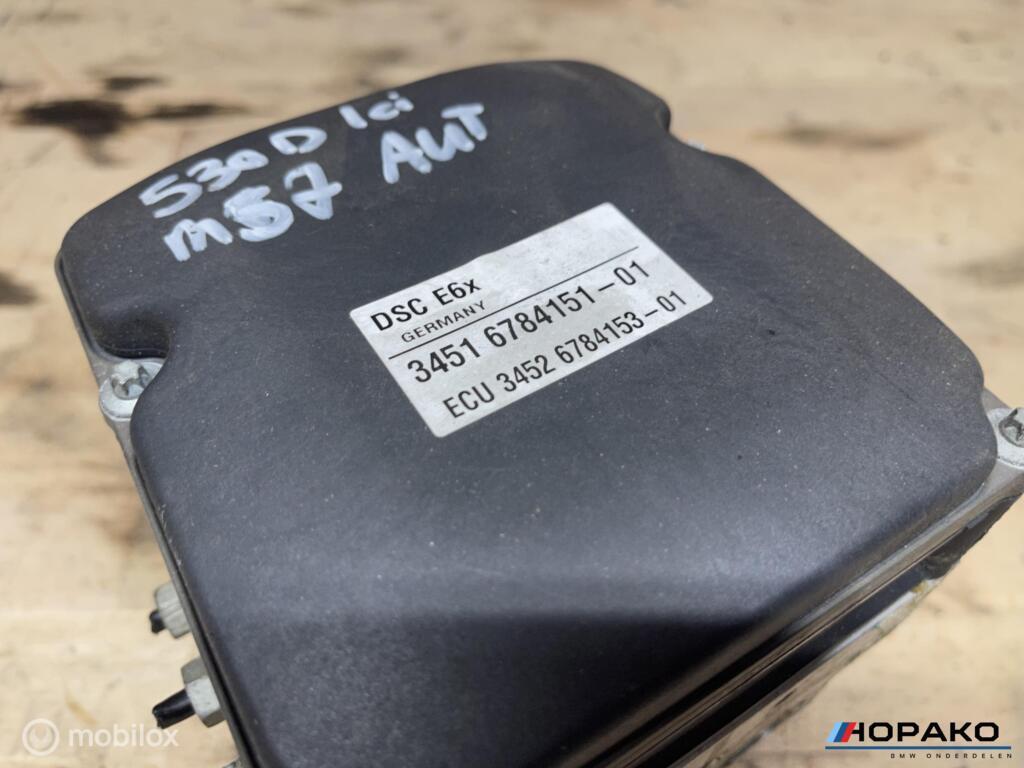 530D lci
M57 AUT
DSC E6x
GERMANY
3451 6784151-01
ECU 3452 6784153-01
mobilox
HOPAKO
BMW ONDERDELEN